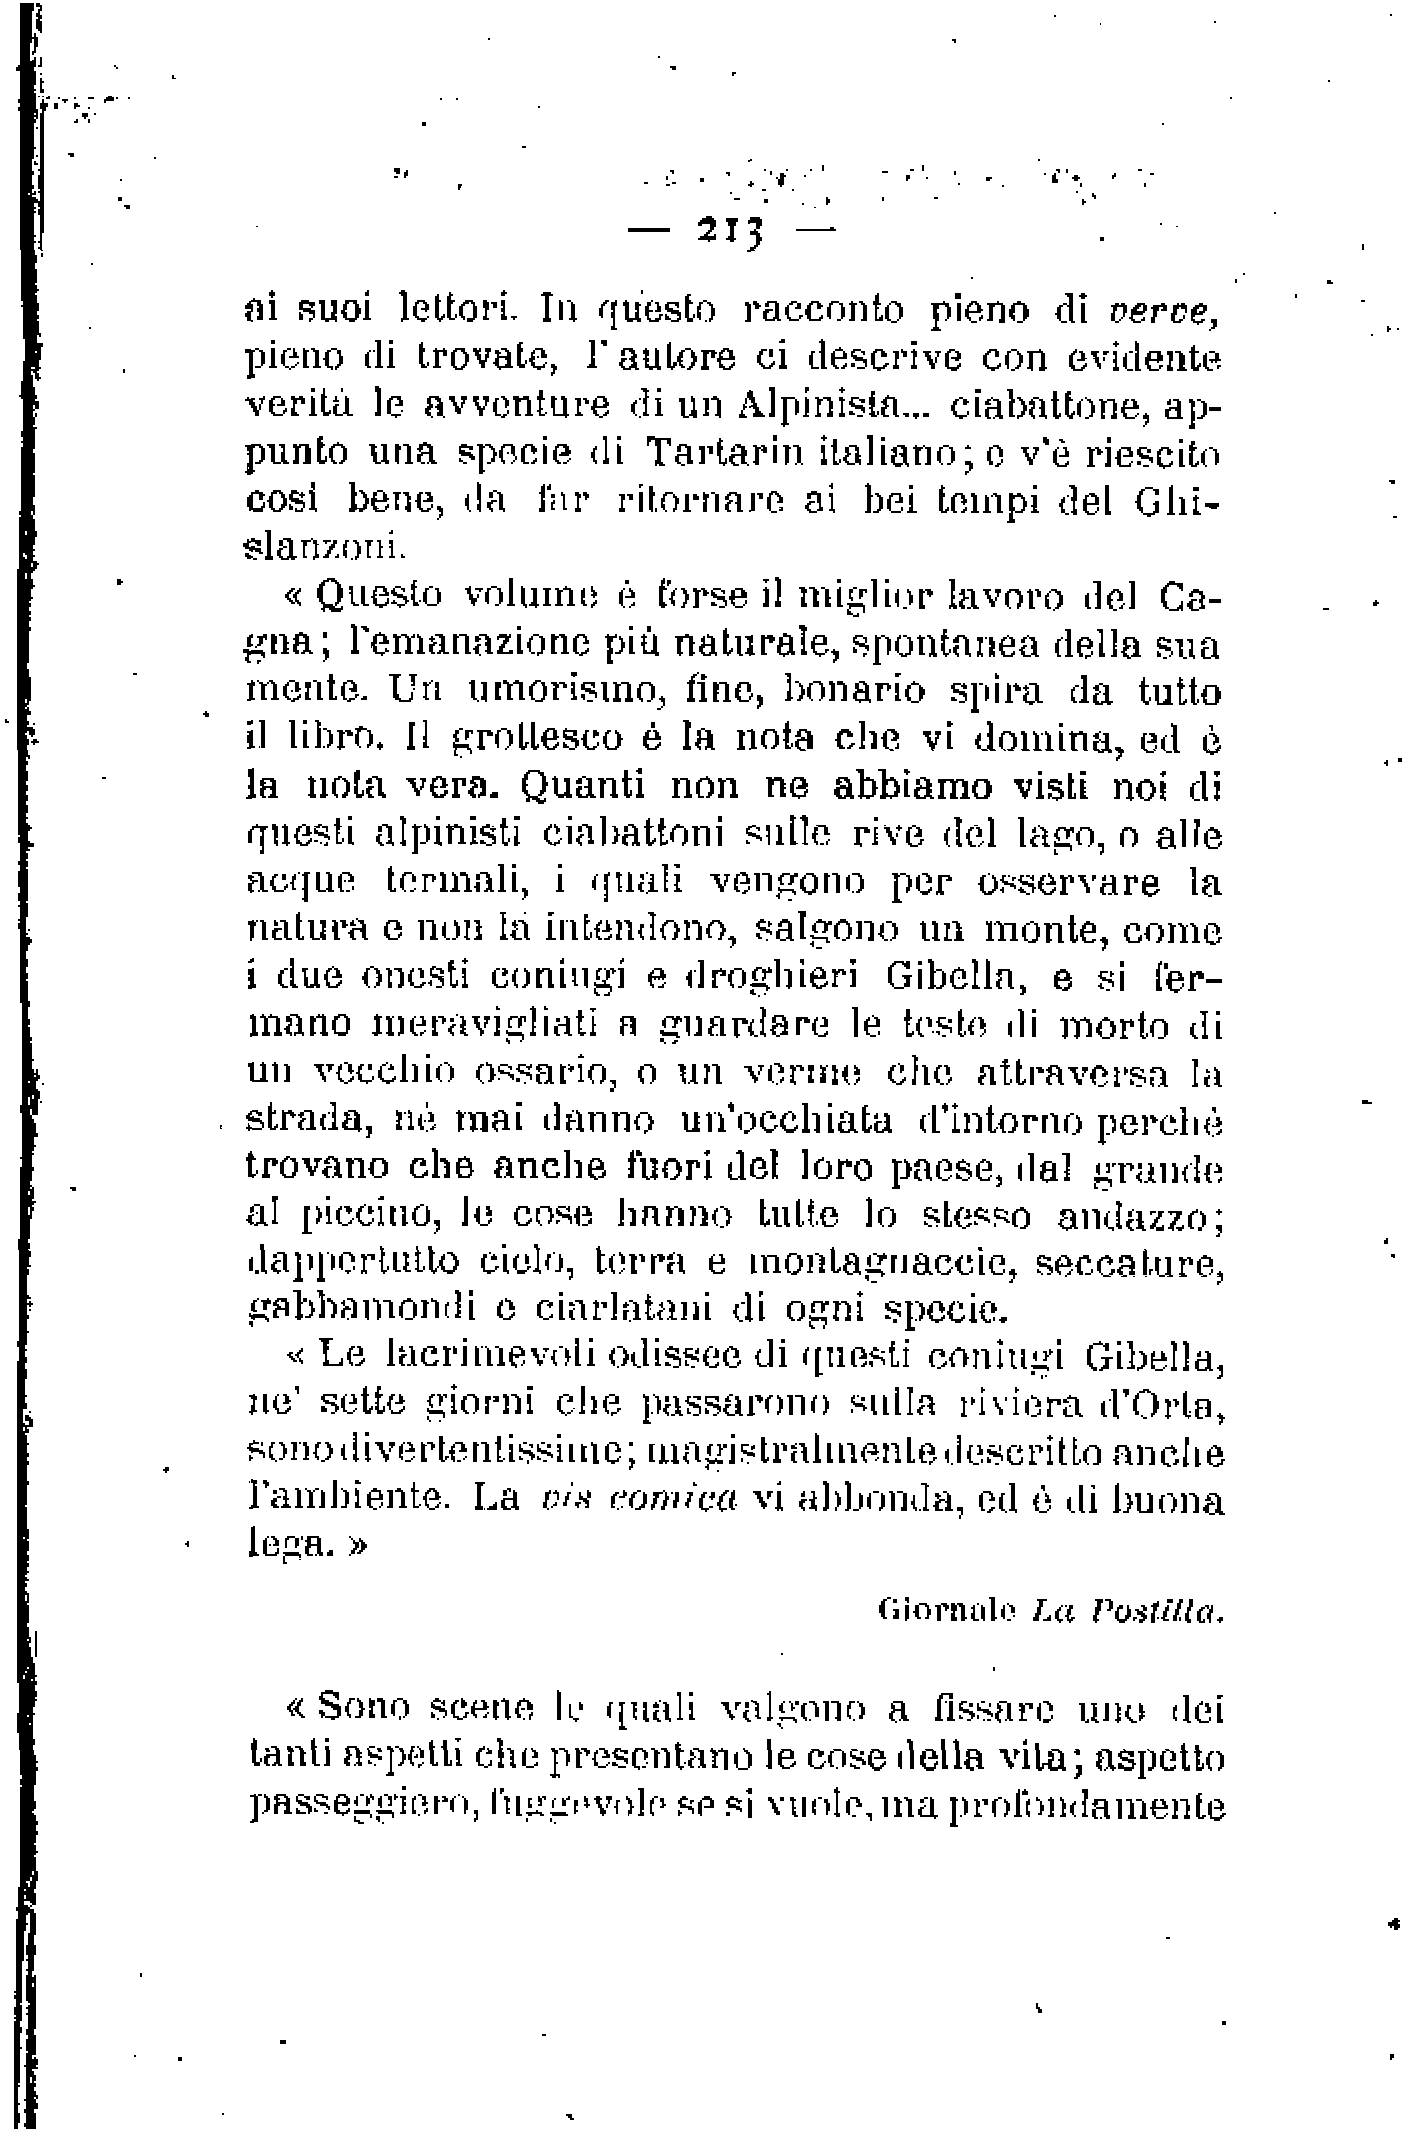 — 213 —
ai suoi lettori. In questo racconto pieno di verve,
pieno di trovate, l'autore ci descrive con evidente
verità le avventure di un Alpinista... ciabattone, ap-
punto una specie di Tartarin italiano; e v'è riescito
cosi bene, da far ritornare ai bei tempi del Ghi-
slanzoni.
« Questo volume è forse il miglior lavoro del Ca-
gna; l'emanazione più naturale, spontanea della sua
mente. Un umorismo, fine, bonario spira da tutto
il libro. Il grottesco è la nota che vi domina, ed è
la nota vera. Quanti non ne abbiamo visti noi di
questi alpinisti ciabattoni sulle rive del lago, o alle
acque termali, i quali vengono per osservare la
natura e non la intendono, salgono un monte, come
i due onesti coniugi e droghieri Gibella, e si fer-
mano meravigliati a guardare le teste di morto di
un vecchio ossario, o un verme che attraversa la
strada, nè mai danno un'occhiata d'intorno perchè
trovano che anche fuori del loro paese, dal grande
al piccino, le cose hanno tutte lo stesso andazzo;
dappertutto cielo, terra e montagnaccie, seccature,
gabbamondi e ciarlatani di ogni specie.
« Le lacrimevoli odissee di questi coniugi Gibella,
ne' sette giorni che passarono sulla riviera d'Orta,
sono divertentissime; magistralmente descritto anche
l'ambiente. La vis comica vi abbonda, ed è di buona
lega. »
Giornale La Postilla.
« Sono scene le quali valgono a fissare uno dei
tanti aspetti che presentano le cose della vita; aspetto
passeggiero, fuggevole se si vuole, ma profondamente